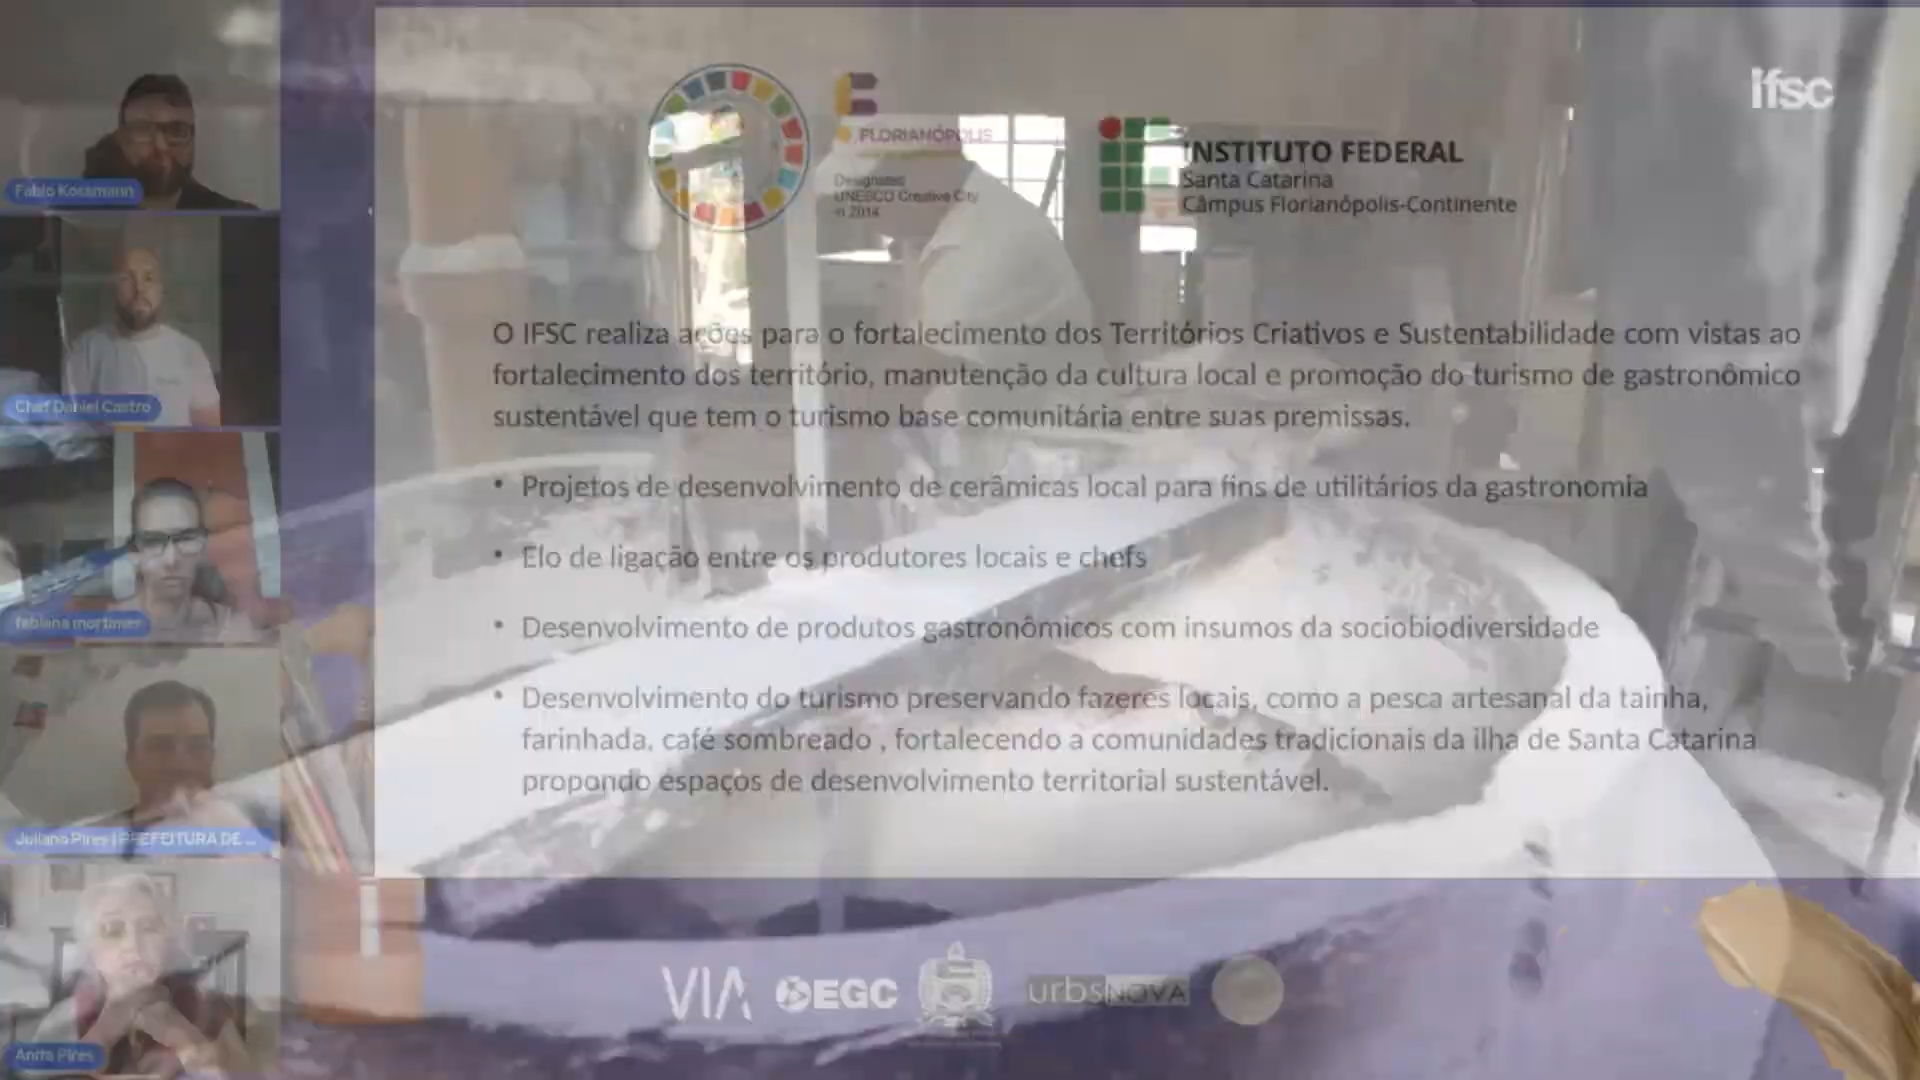 ifsc
FLORIANÓPOLIS
Designated
UNESCO Creative City
in 2014
INSTITUTO FEDERAL
Santa Catarina
Câmpus Florianópolis-Continente
Fabio Kossmann
Chef Daniel Castro
fabiana mortimer
Juliano Pires | PREFEITURA DE ...
Anita Pires
O IFSC realiza ações para o fortalecimento dos Territórios Criativos e Sustentabilidade com vistas ao
fortalecimento dos território, manutenção da cultura local e promoção do turismo de gastronômico
sustentável que tem o turismo base comunitária entre suas premissas.
• Projetos de desenvolvimento de cerâmicas local para fins de utilitários da gastronomia
• Elo de ligação entre os produtores locais e chefs
• Desenvolvimento de produtos gastronômicos com insumos da sociobiodiversidade
• Desenvolvimento do turismo preservando fazeres locais, como a pesca artesanal da tainha,
farinhada, café sombreado , fortalecendo a comunidades tradicionais da ilha de Santa Catarina
propondo espaços de desenvolvimento territorial sustentável.
VIA EGC urbsNOVA